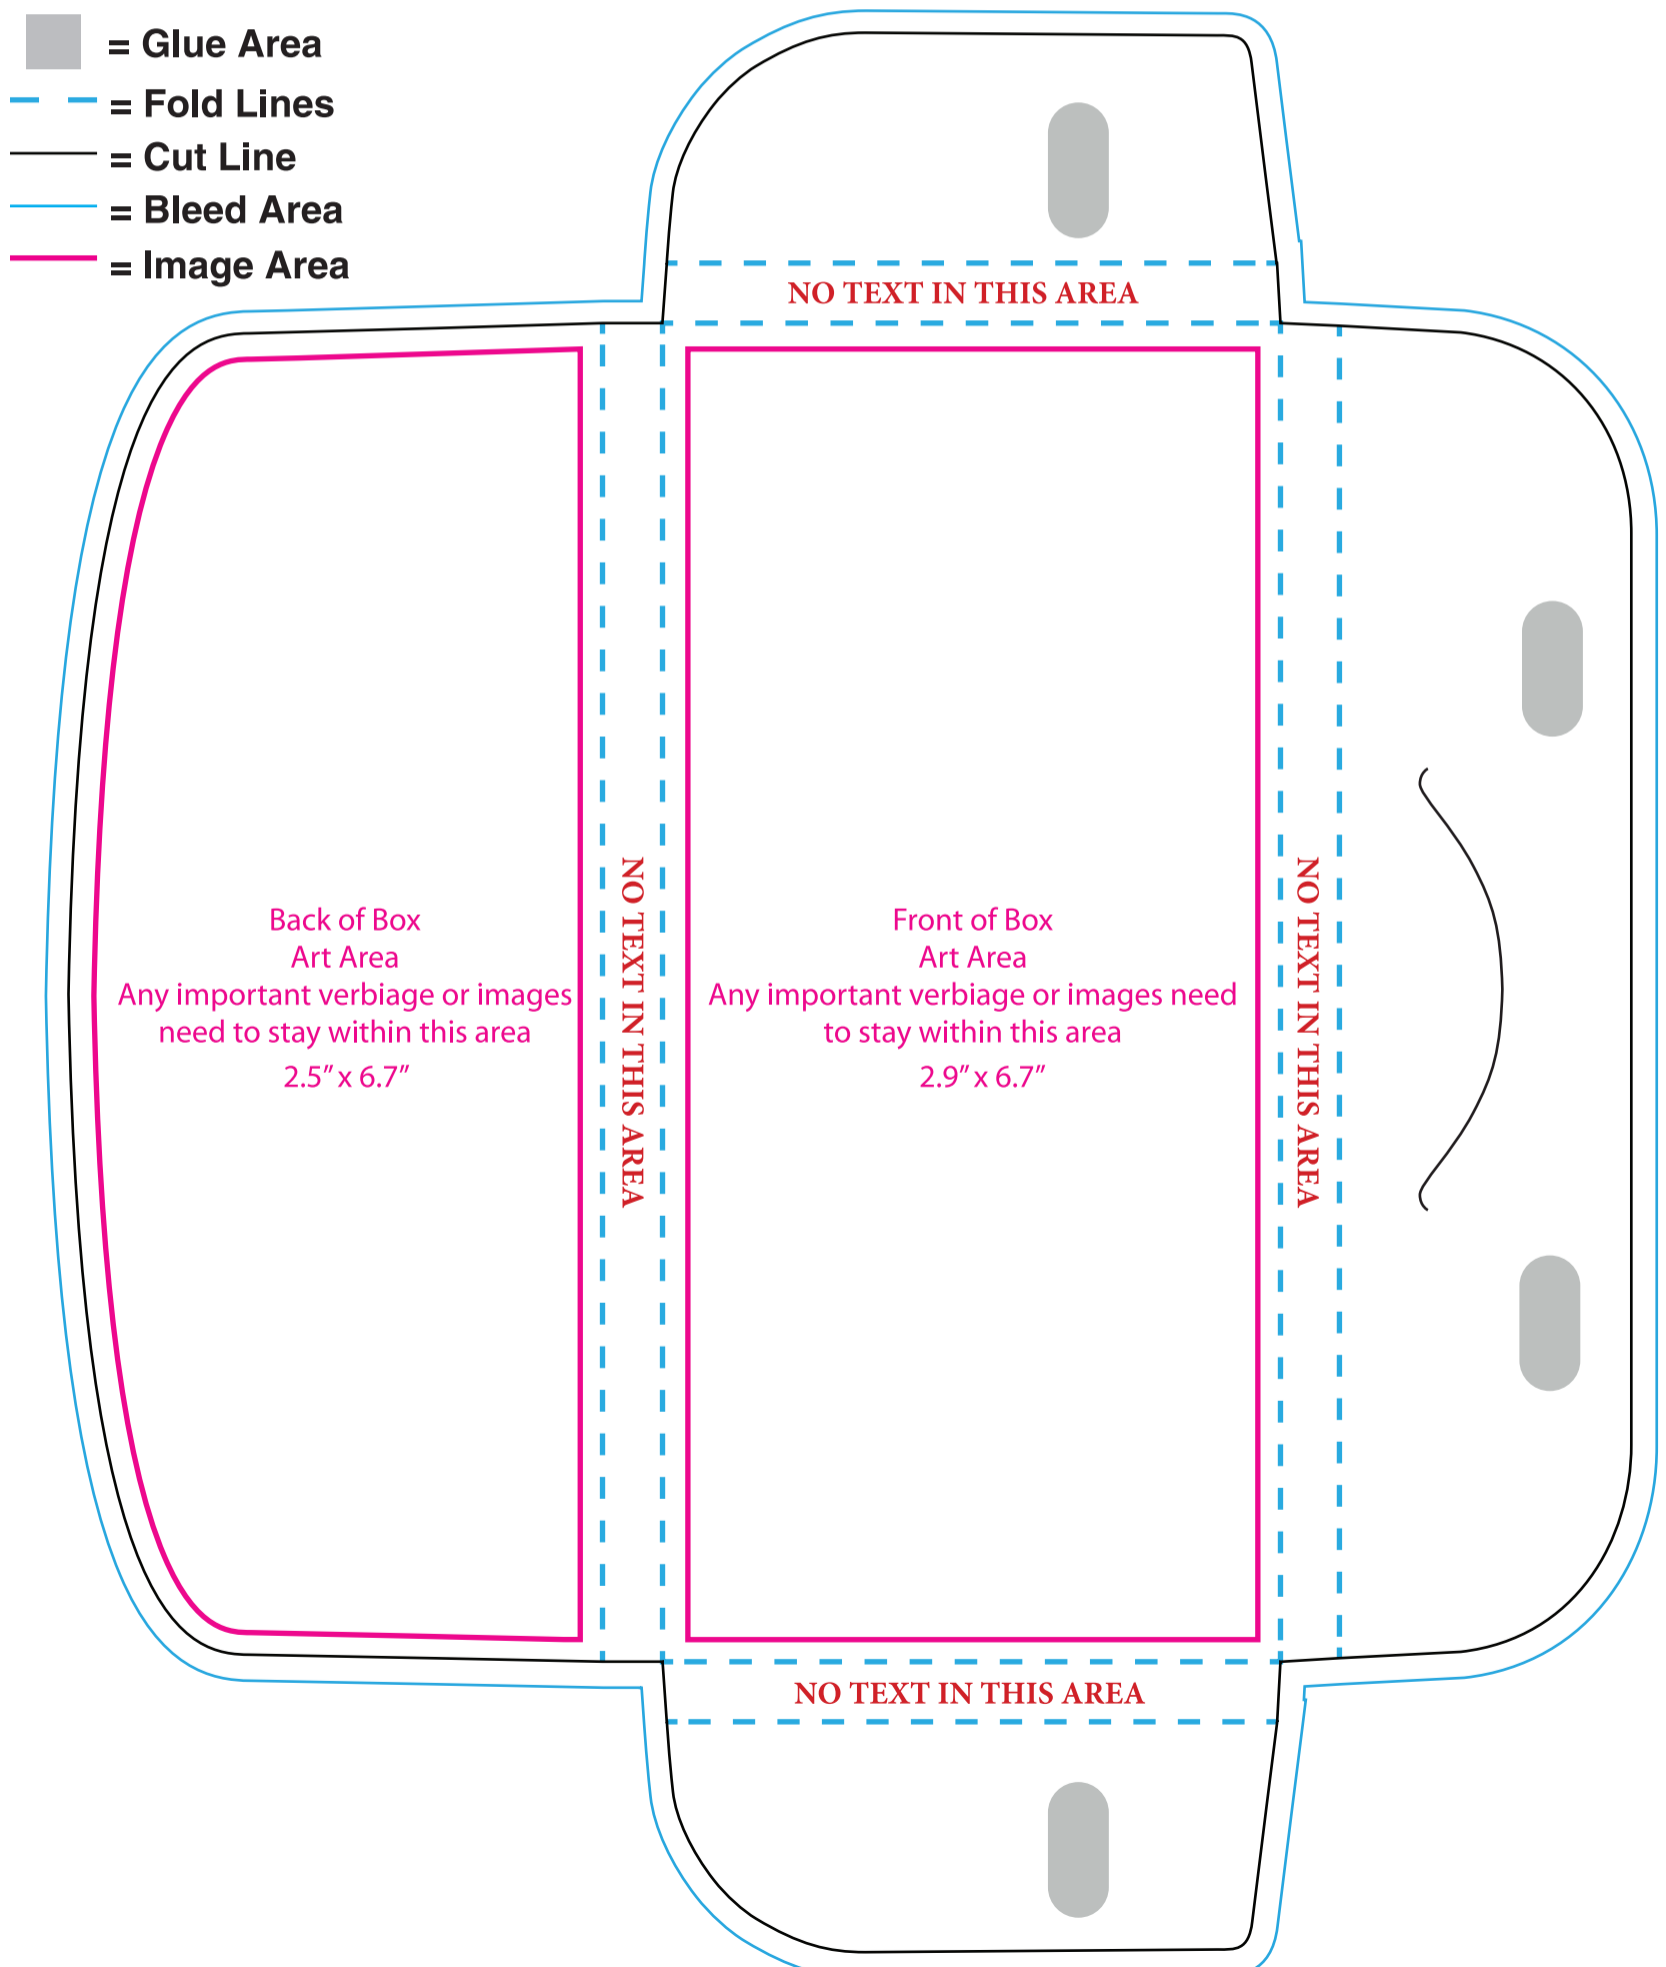 = Glue Area
= Fold Lines
= Cut Line
= Bleed Area
= Image Area
NO TEXT IN THIS AREA
Back of Box
Art Area
Any important verbiage or images
need to stay within this area
2.5” x 6.7”
NO TEXT IN THIS AREA
Front of Box
Art Area
Any important verbiage or images need
to stay within this area
2.9” x 6.7”
NO TEXT IN THIS AREA
NO TEXT IN THIS AREA